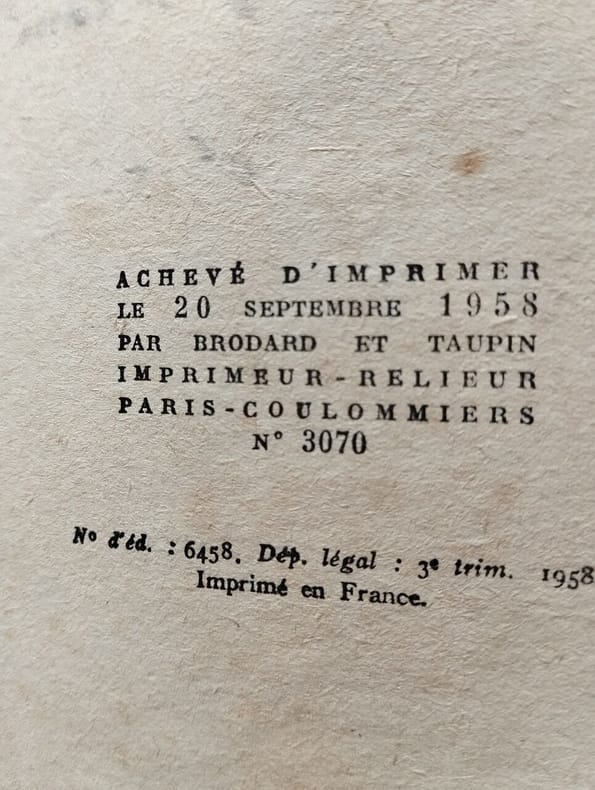 ACHEVÉ D'IMPRIMER
LE 20 SEPTEMBRE 1958
PAR BRODARD ET TAUPIN
IMPRIMEUR-RELIEUR
PARIS-COULOMMIERS
N° 3070
N° d'éd. : 6458. Dép. légal : 3e trim. 1958
Imprimé en France.